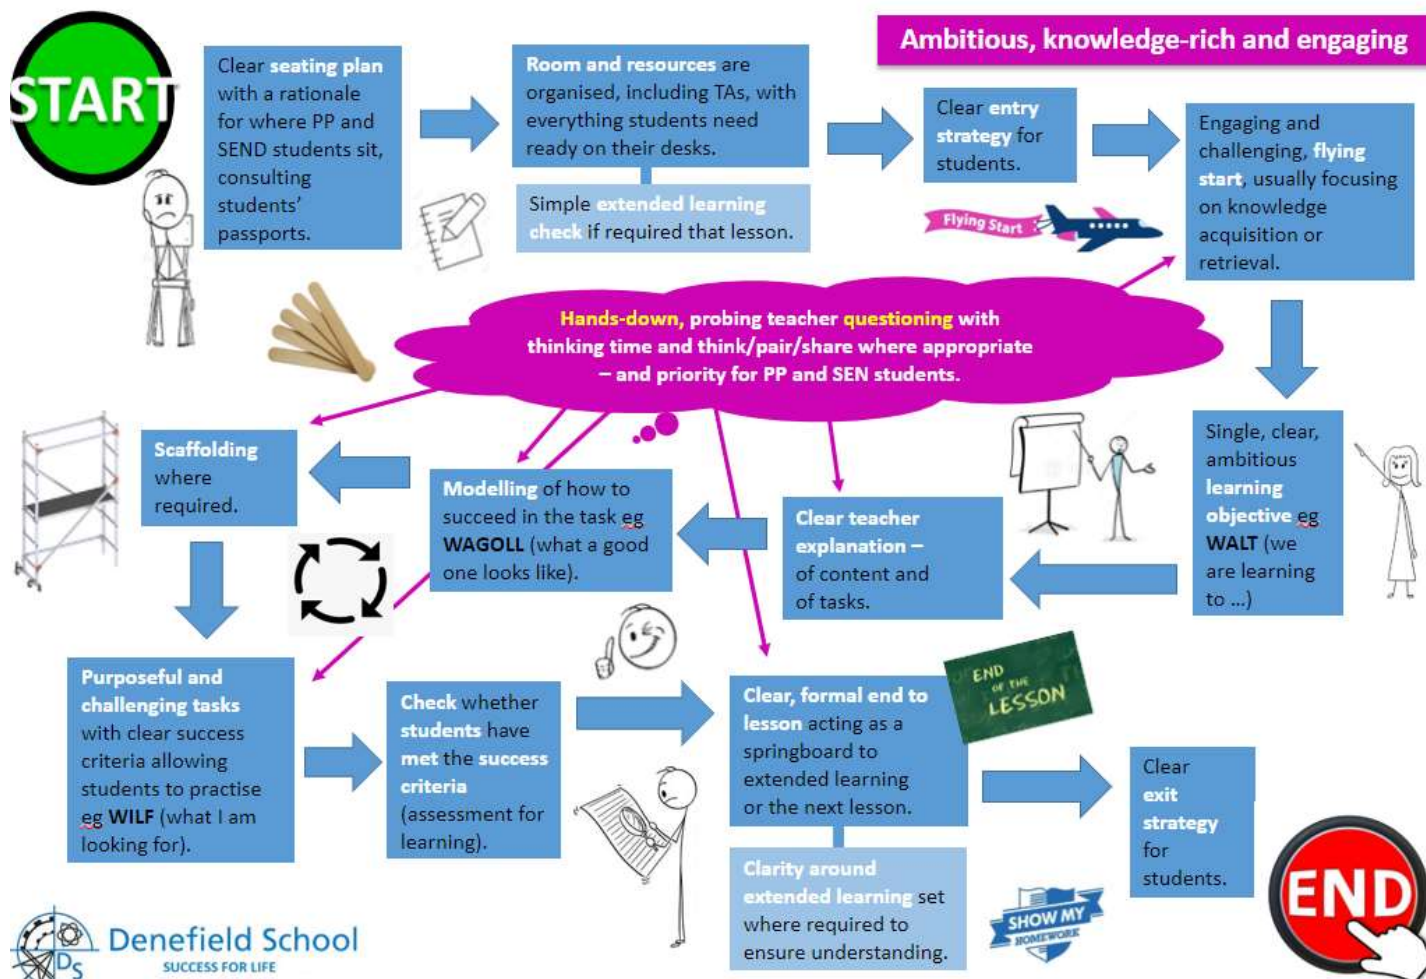 START
Ambitious, knowledge-rich and engaging
Clear seating plan
with a rationale
for where PP and
SEND students sit,
consulting
students’
passports.
Room and resources are
organised, including TAs, with
everything students need
ready on their desks.
Simple extended learning
check if required that lesson.
Clear entry
strategy for
students.
Flying Start
Engaging and
challenging, flying
start, usually focusing
on knowledge
acquisition or
retrieval.
Hands-down, probing teacher questioning with
thinking time and think/pair/share where appropriate
– and priority for PP and SEN students.
Single, clear,
ambitious
learning
objective eg
WALT (we
are learning
to ...)
Clear teacher
explanation –
of content and
of tasks.
Modelling of how to
succeed in the task eg
WAGOLL (what a good
one looks like).
Scaffolding
where
required.
Purposeful and
challenging tasks
with clear success
criteria allowing
students to practise
eg WILF (what I am
looking for).
Check whether
students have
met the success
criteria
(assessment for
learning).
Clear, formal end to
lesson acting as a
springboard to
extended learning
or the next lesson.
END
OF THE
LESSON
Clarity around
extended learning set
where required to
ensure understanding.
SHOW MY
HOMEWORK
Clear
exit
strategy
for
students.
END
DS
Denefield School
SUCCESS FOR LIFE